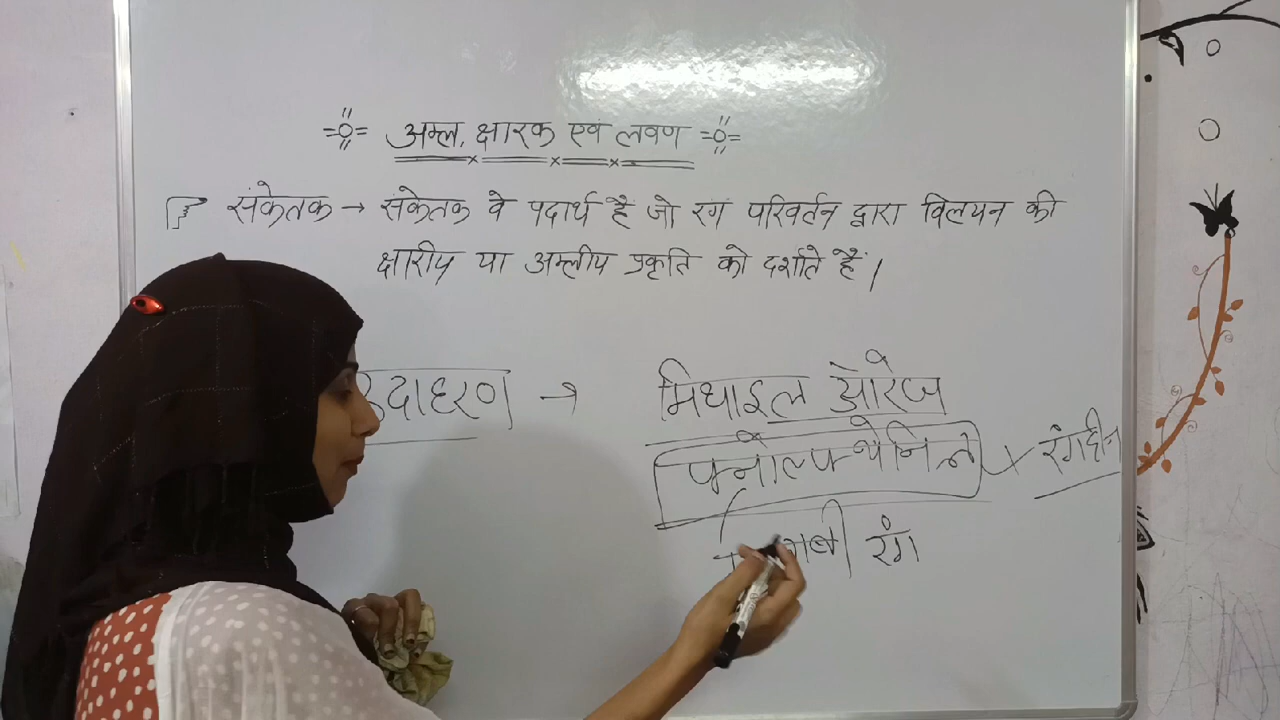 अम्ल, क्षारक एवं लवण
संकेतक → संकेतक वे पदार्थ है जो रंग परिवर्तन द्वारा विलयन की
क्षारीय या अम्लीय प्रकृति को दर्शाते हैं।
उदाहरण → मिथाइल ऑरेंज
रंगहीन
रंग